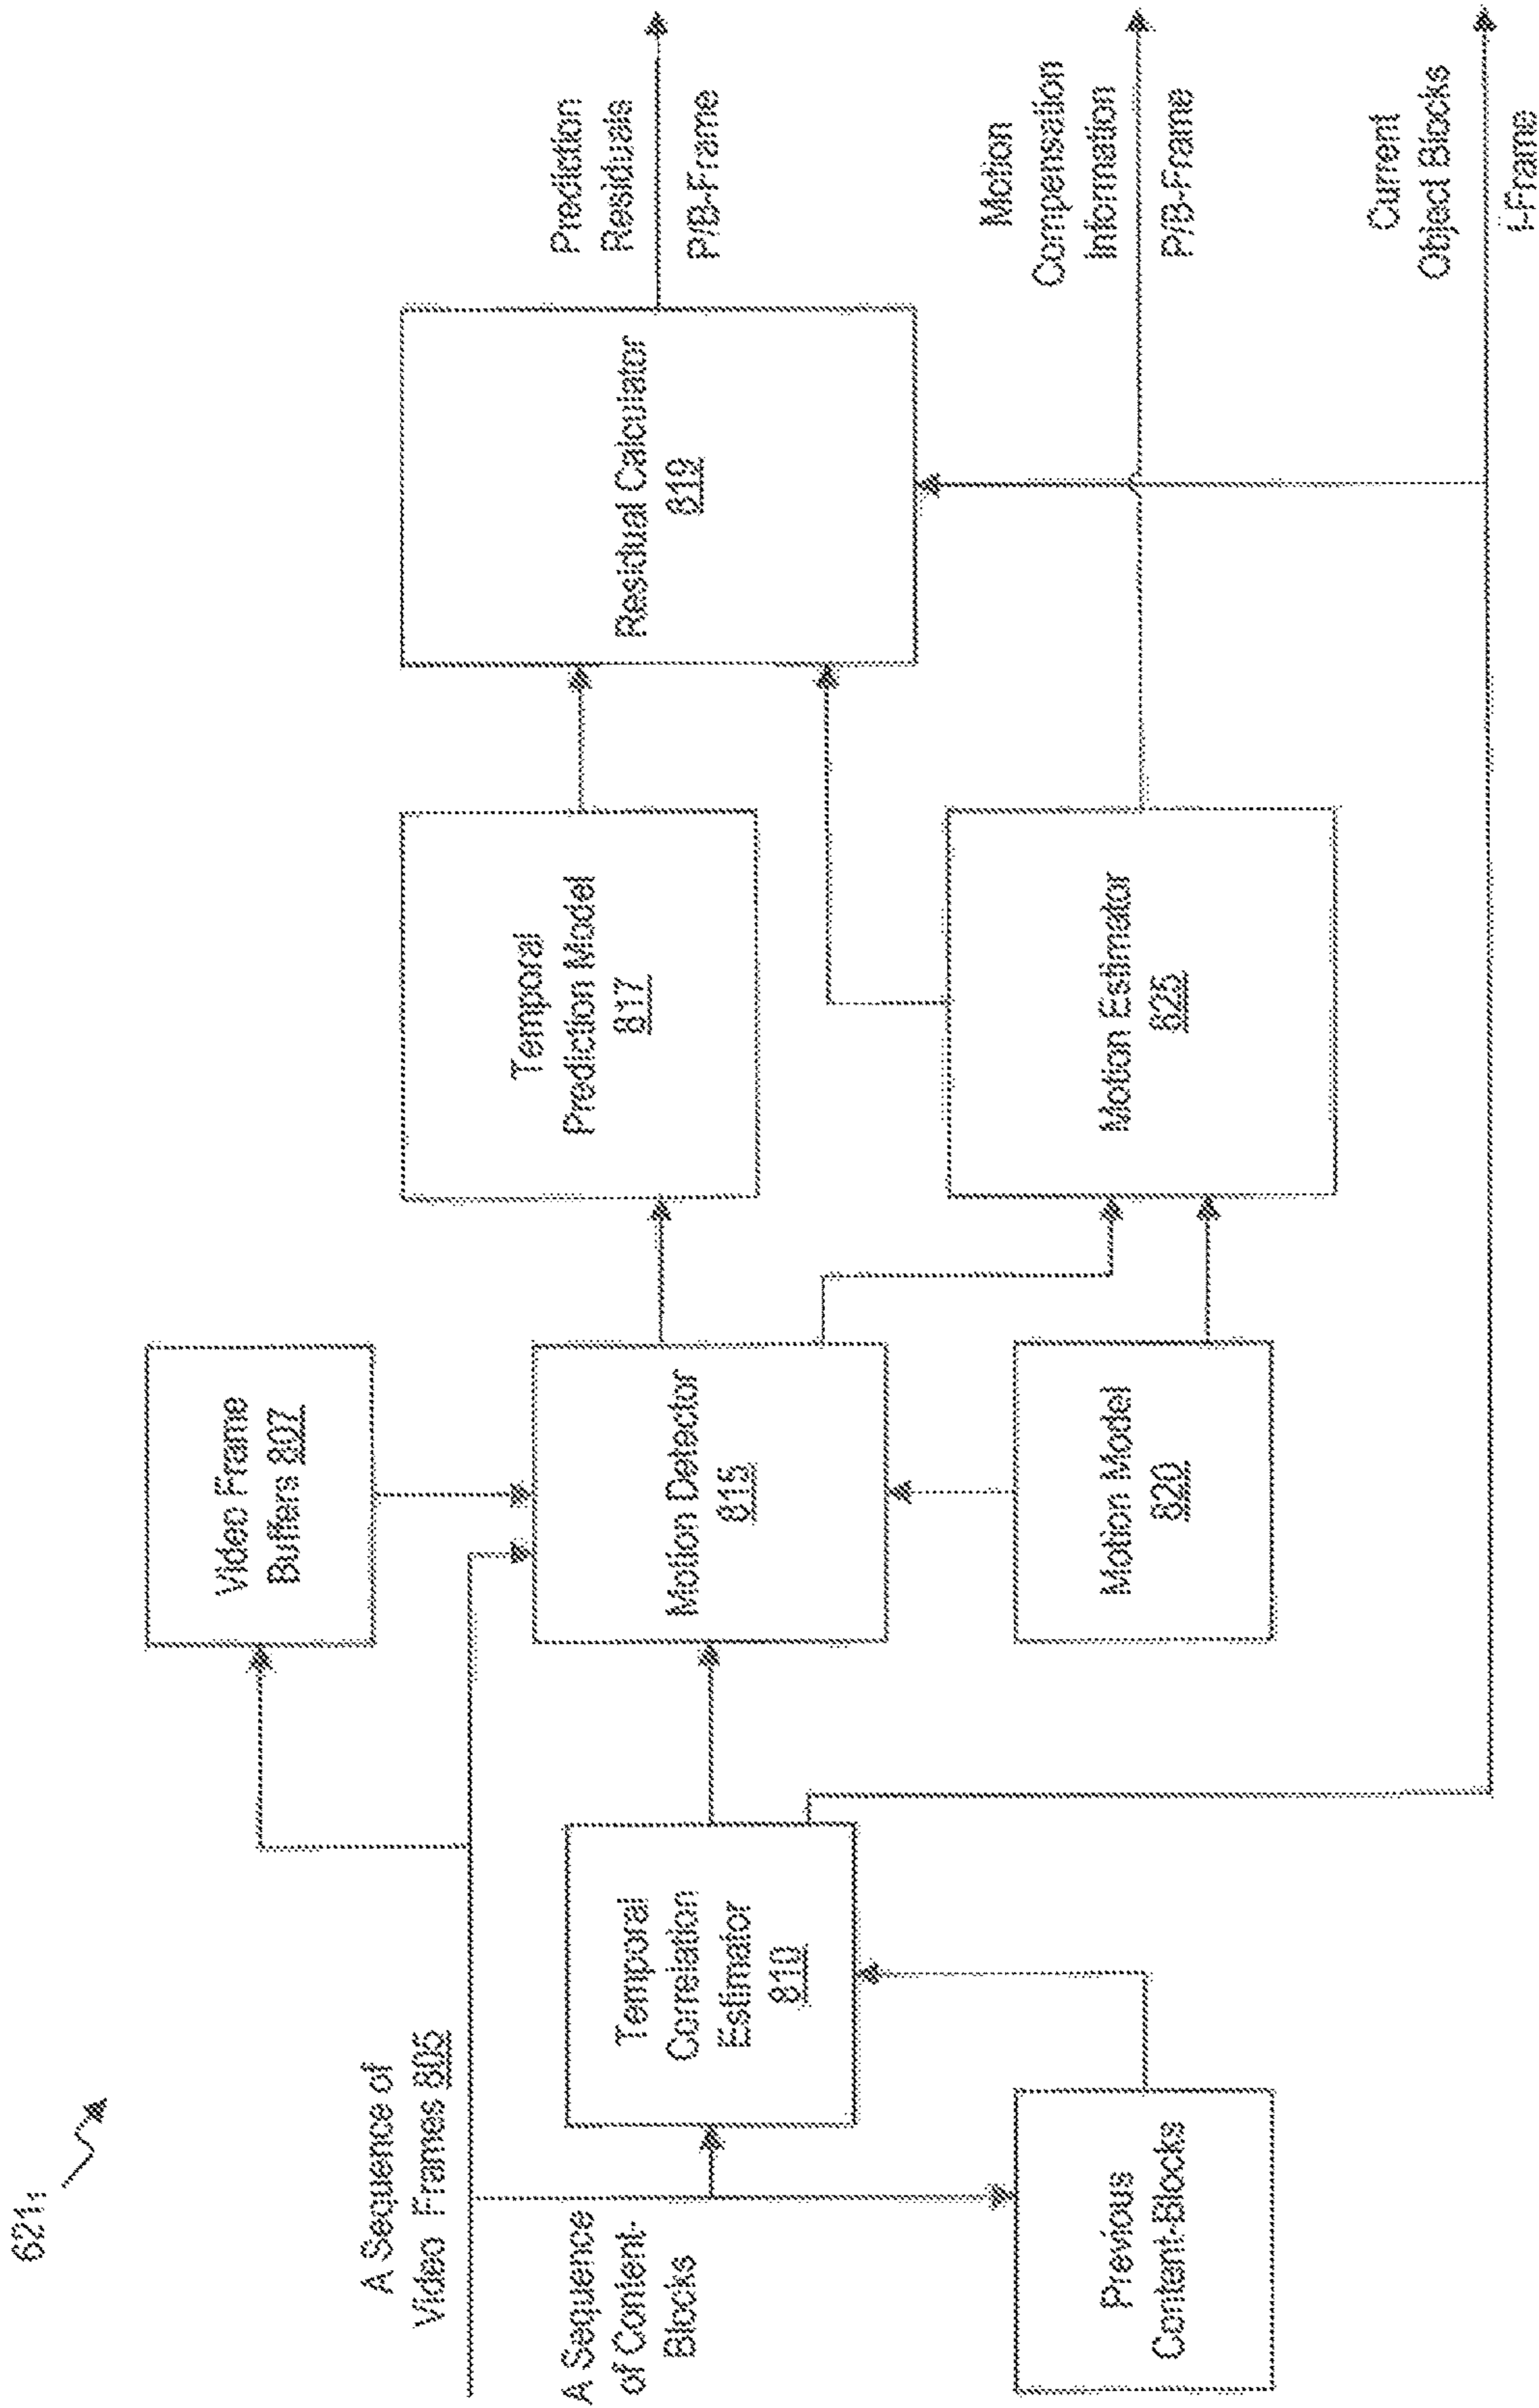 621₁
A Sequence of
Video Frames 805
A Sequence
of Content-
Blocks
Previous
Content-Blocks
Temporal
Correlation
Estimator
810
Video Frame
Buffers 807
Motion Detector
815
Motion Model
820
Temporal
Prediction Model
817
Motion Estimator
825
Residual Calculator
819
Prediction
Residuals
P/B-Frame
Motion
Compensation
Information
P/B-Frame
Current
Object Blocks
I-Frame